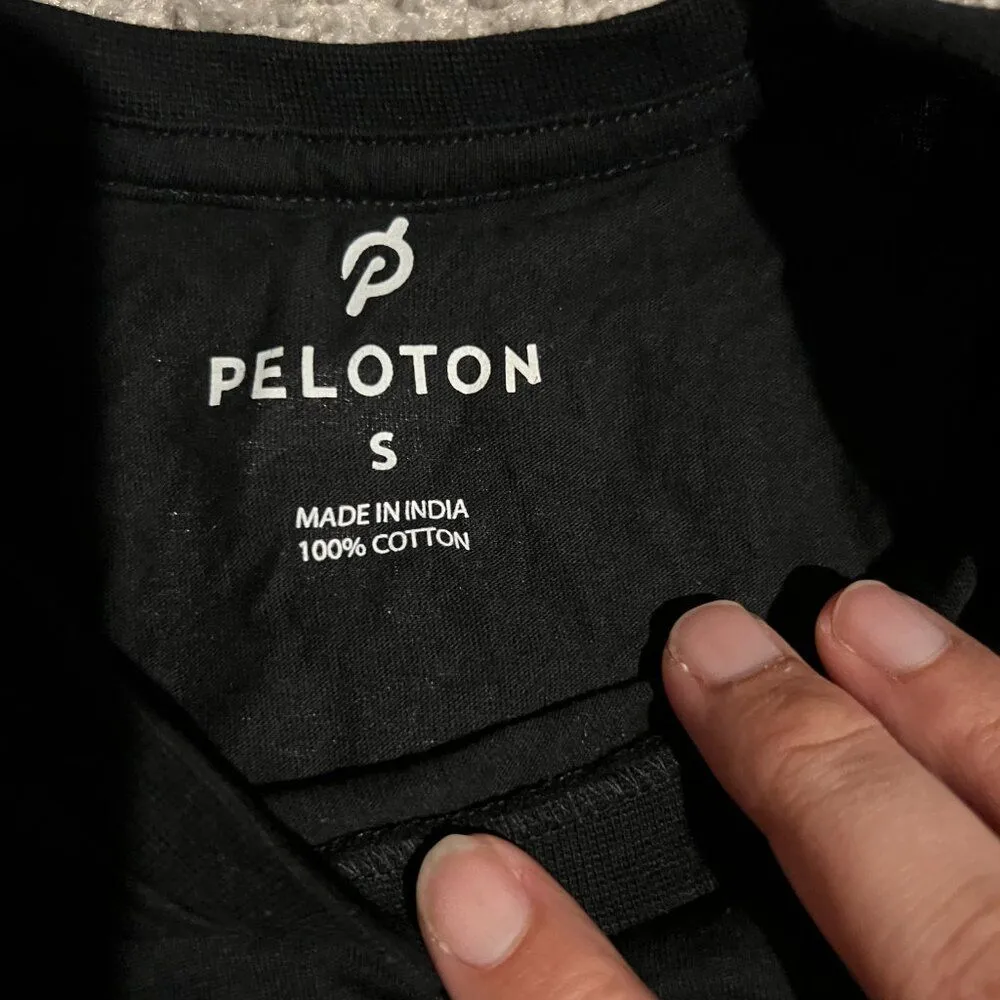 PELOTON
S
MADE IN INDIA
100% COTTON